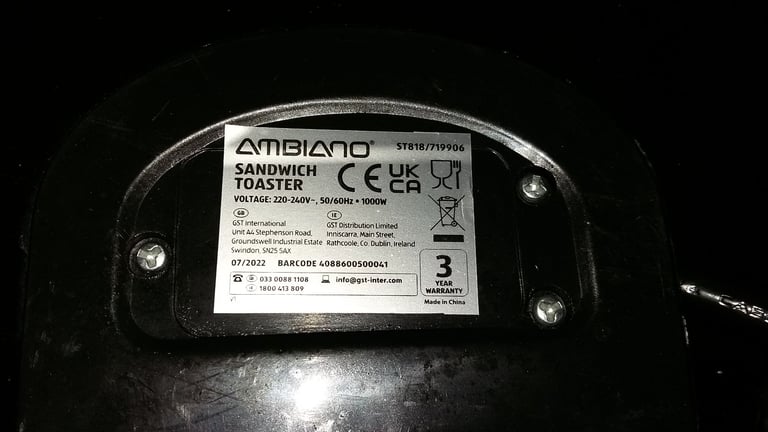 AMBIANO®
ST818/719906
SANDWICH
TOASTER
CE UK
CA
VOLTAGE: 220-240V~, 50/60Hz • 1000W
GB
GST International
Unit A4 Stephenson Road,
Groundswell Industrial Estate
Swindon, SN25 5AX
IE
GST Distribution Limited
Inniscarra, Main Street,
Rathcoole, Co. Dublin, Ireland
07/2022 BARCODE 4088600500041
GB 033 0088 1108
IE 1800 413 809
info@gst-inter.com
3
YEAR
WARRANTY
Made in China